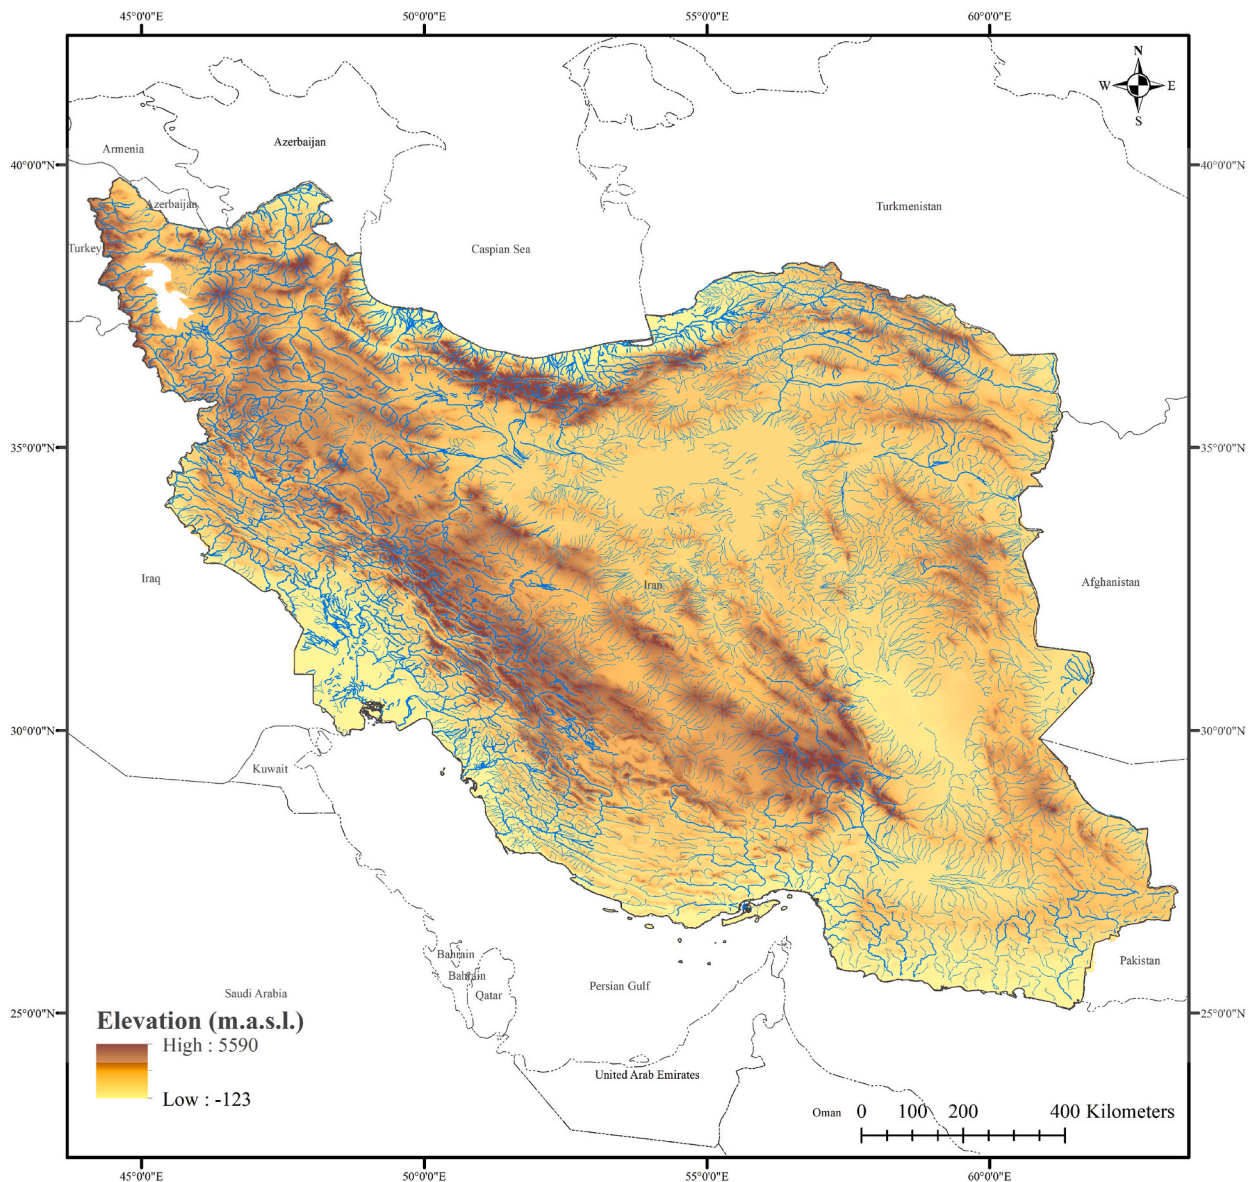 45°0'0"E
50°0'0"E
55°0'0"E
60°0'0"E
N
W
E
S
40°0'0"N
40°0'0"N
Armenia
Azerbaijan
Azerbaijan
Turkmenistan
Turkey
Caspian Sea
35°0'0"N
35°0'0"N
Iraq
Iran
Afghanistan
30°0'0"N
30°0'0"N
Kuwait
Bahrain
Bahrain
Qatar
Saudi Arabia
Persian Gulf
Pakistan
25°0'0"N
25°0'0"N
Elevation (m.a.s.l.)
High : 5590
Low : -123
United Arab Emirates
Oman
0 100 200 400 Kilometers
45°0'0"E
50°0'0"E
55°0'0"E
60°0'0"E